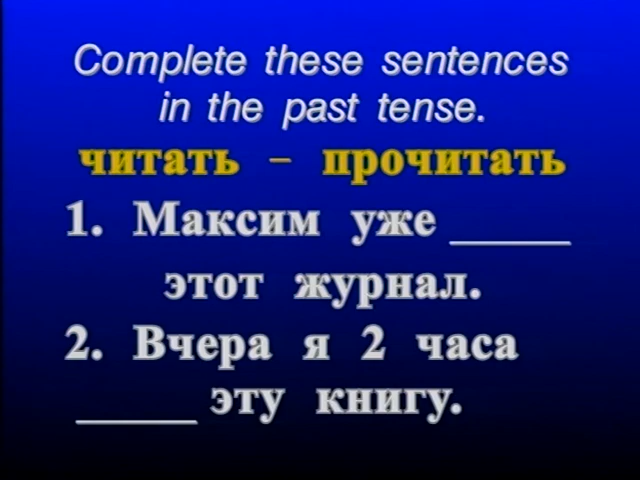 Complete these sentences
in the past tense.
читать – прочитать
1. Максим уже _____
этот журнал.
2. Вчера я 2 часа
_____ эту книгу.